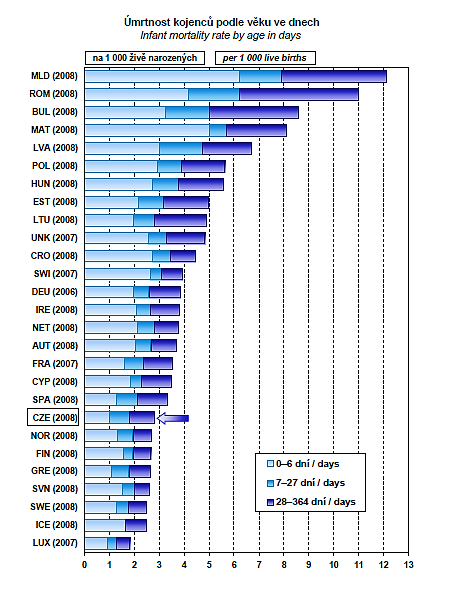 Úmrtnost kojenců podle věku ve dnech
Infant mortality rate by age in days
na 1 000 živě narozených
per 1 000 live births
MLD (2008)
ROM (2008)
BUL (2008)
MAT (2008)
LVA (2008)
POL (2008)
HUN (2008)
EST (2008)
LTU (2008)
UNK (2007)
CRO (2008)
SWI (2007)
DEU (2006)
IRE (2008)
NET (2008)
AUT (2008)
FRA (2007)
CYP (2008)
SPA (2008)
CZE (2008)
NOR (2008)
FIN (2008)
GRE (2008)
SVN (2008)
SWE (2008)
ICE (2008)
LUX (2007)
0–6 dní / days
7–27 dní / days
28–364 dní / days
0 1 2 3 4 5 6 7 8 9 10 11 12 13